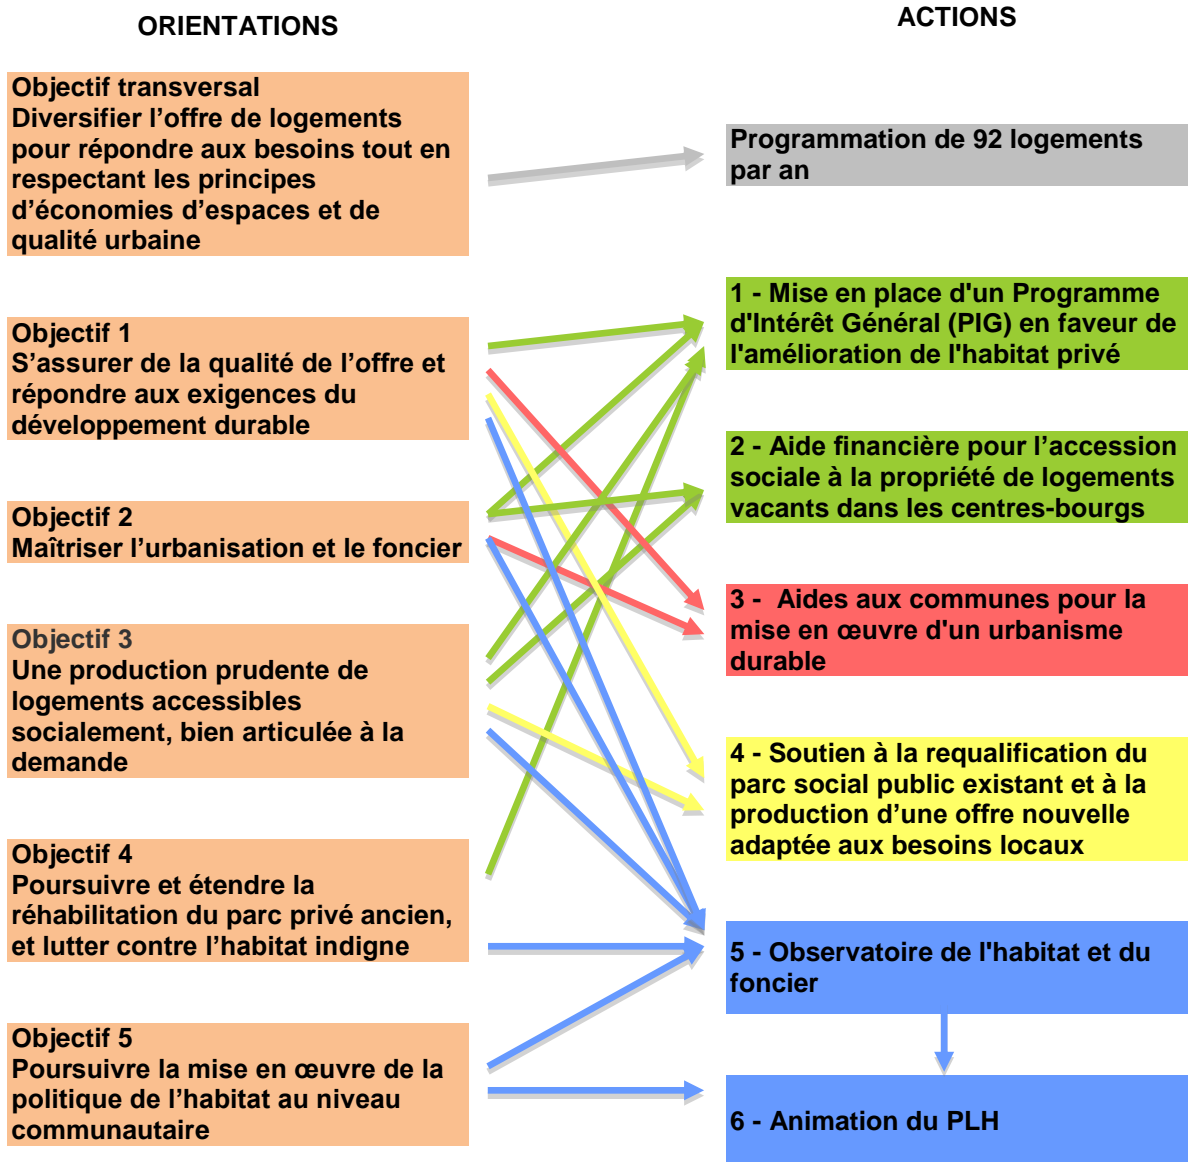 ORIENTATIONS
Objectif transversal
Diversifier l’offre de logements
pour répondre aux besoins tout en
respectant les principes
d’économies d’espaces et de
qualité urbaine
Objectif 1
S’assurer de la qualité de l’offre et
répondre aux exigences du
développement durable
Objectif 2
Maîtriser l’urbanisation et le foncier
Objectif 3
Une production prudente de
logements accessibles
socialement, bien articulée à la
demande
Objectif 4
Poursuivre et étendre la
réhabilitation du parc privé ancien,
et lutter contre l’habitat indigne
Objectif 5
Poursuivre la mise en œuvre de la
politique de l’habitat au niveau
communautaire
ACTIONS
Programmation de 92 logements
par an
1 - Mise en place d'un Programme
d'Intérêt Général (PIG) en faveur de
l'amélioration de l'habitat privé
2 - Aide financière pour l’accession
sociale à la propriété de logements
vacants dans les centres-bourgs
3 - Aides aux communes pour la
mise en œuvre d'un urbanisme
durable
4 - Soutien à la requalification du
parc social public existant et à la
production d’une offre nouvelle
adaptée aux besoins locaux
5 - Observatoire de l'habitat et du
foncier
6 - Animation du PLH